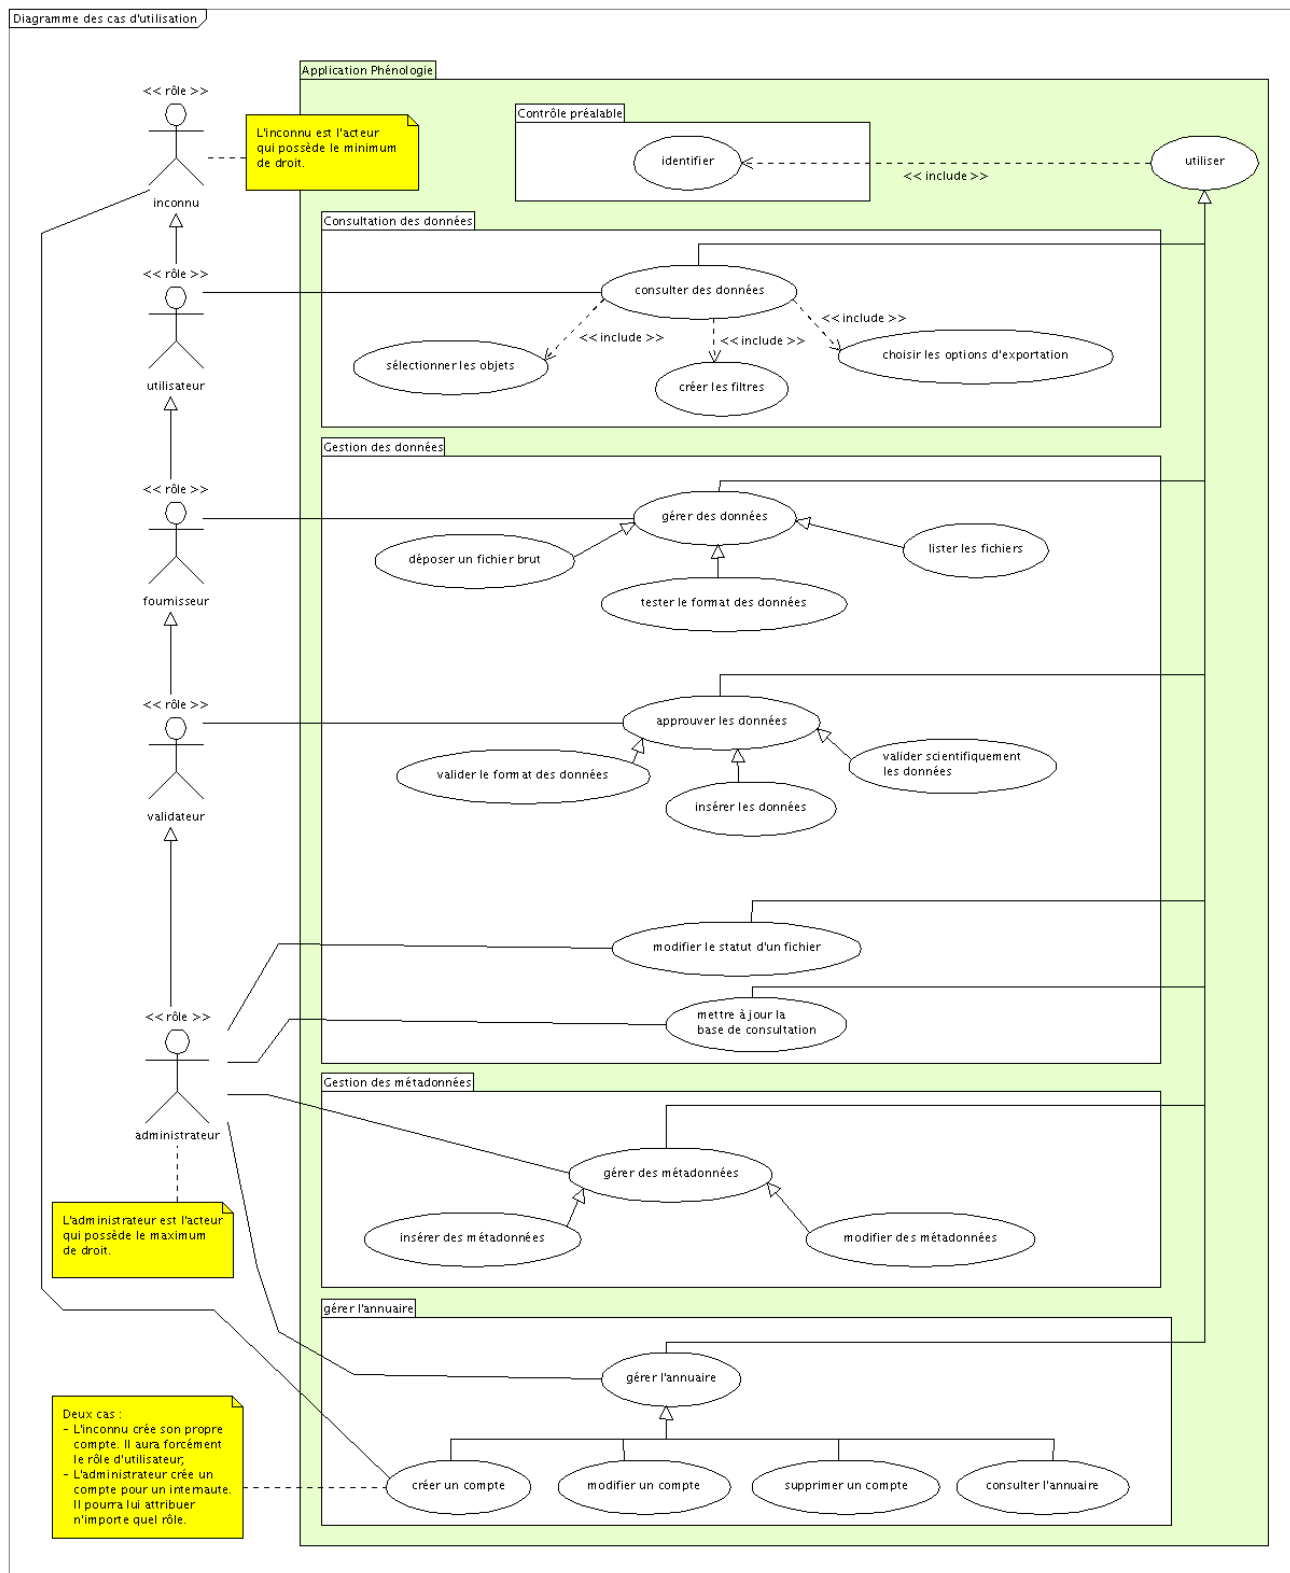 Diagramme des cas d'utilisation
Application Phénologie
<< rôle >>
inconnu
L'inconnu est l'acteur
qui possède le minimum
de droit.
Contrôle préalable
identifier
<< include >>
utiliser
Consultation des données
<< rôle >>
utilisateur
consulter des données
<< include >>
<< include >>
<< include >>
sélectionner les objets
créer les filtres
choisir les options d'exportation
Gestion des données
<< rôle >>
fournisseur
gérer des données
déposer un fichier brut
lister les fichiers
tester le format des données
<< rôle >>
validateur
approuver les données
valider le format des données
insérer les données
valider scientifiquement
les données
modifier le statut d'un fichier
mettre à jour la
base de consultation
<< rôle >>
administrateur
Gestion des métadonnées
gérer des métadonnées
insérer des métadonnées
modifier des métadonnées
L'administrateur est l'acteur
qui possède le maximum
de droit.
gérer l'annuaire
gérer l'annuaire
Deux cas :
- L'inconnu crée son propre
compte. Il aura forcément
le rôle d'utilisateur;
- L'administrateur crée un
compte pour un internaute.
Il pourra lui attribuer
n'importe quel rôle.
créer un compte
modifier un compte
supprimer un compte
consulter l'annuaire